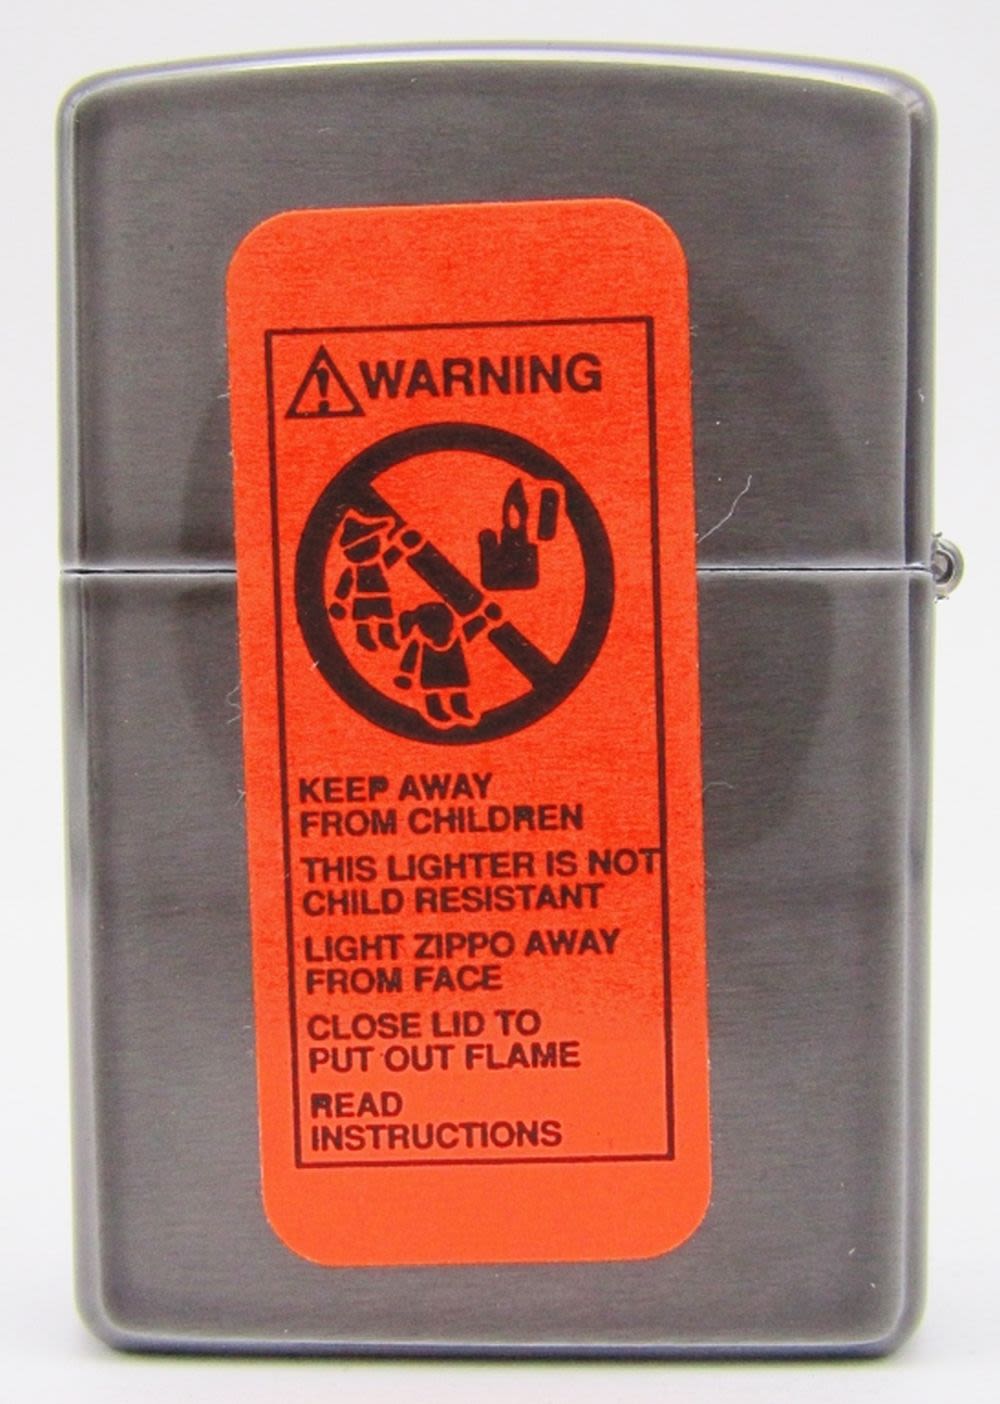 WARNING
KEEP AWAY
FROM CHILDREN
THIS LIGHTER IS NOT
CHILD RESISTANT
LIGHT ZIPPO AWAY
FROM FACE
CLOSE LID TO
PUT OUT FLAME
READ
INSTRUCTIONS